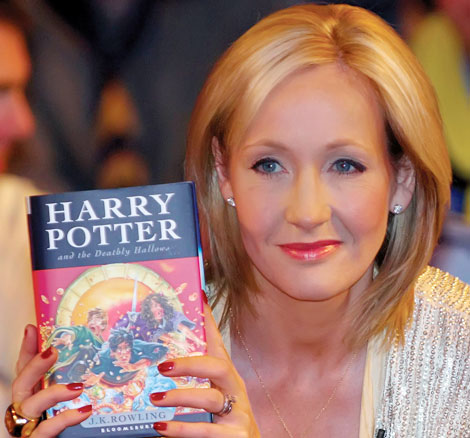 HARRY
POTTER
and the Deathly Hallows
J.K.ROWLING
BLOOMSBURY